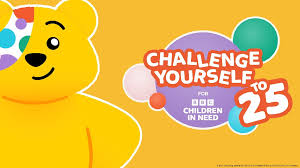 CHALLENGE
YOURSELF
TO
25
FOR
BBC
CHILDREN
IN NEED